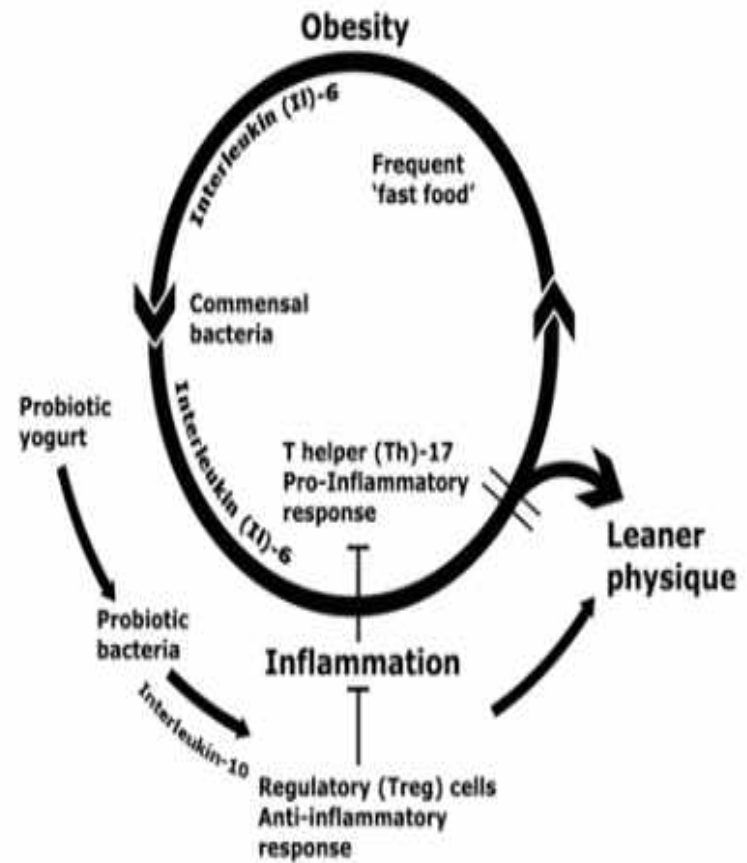 Obesity
Interleukin (Il)-6
Frequent
'fast food'
Commensal
bacteria
Interleukin (Il)-6
Probiotic
yogurt
T helper (Th)-17
Pro-Inflammatory
response
Leaner
physique
Probiotic
bacteria
Inflammation
Interleukin-10
Regulatory (Treg) cells
Anti-inflammatory
response